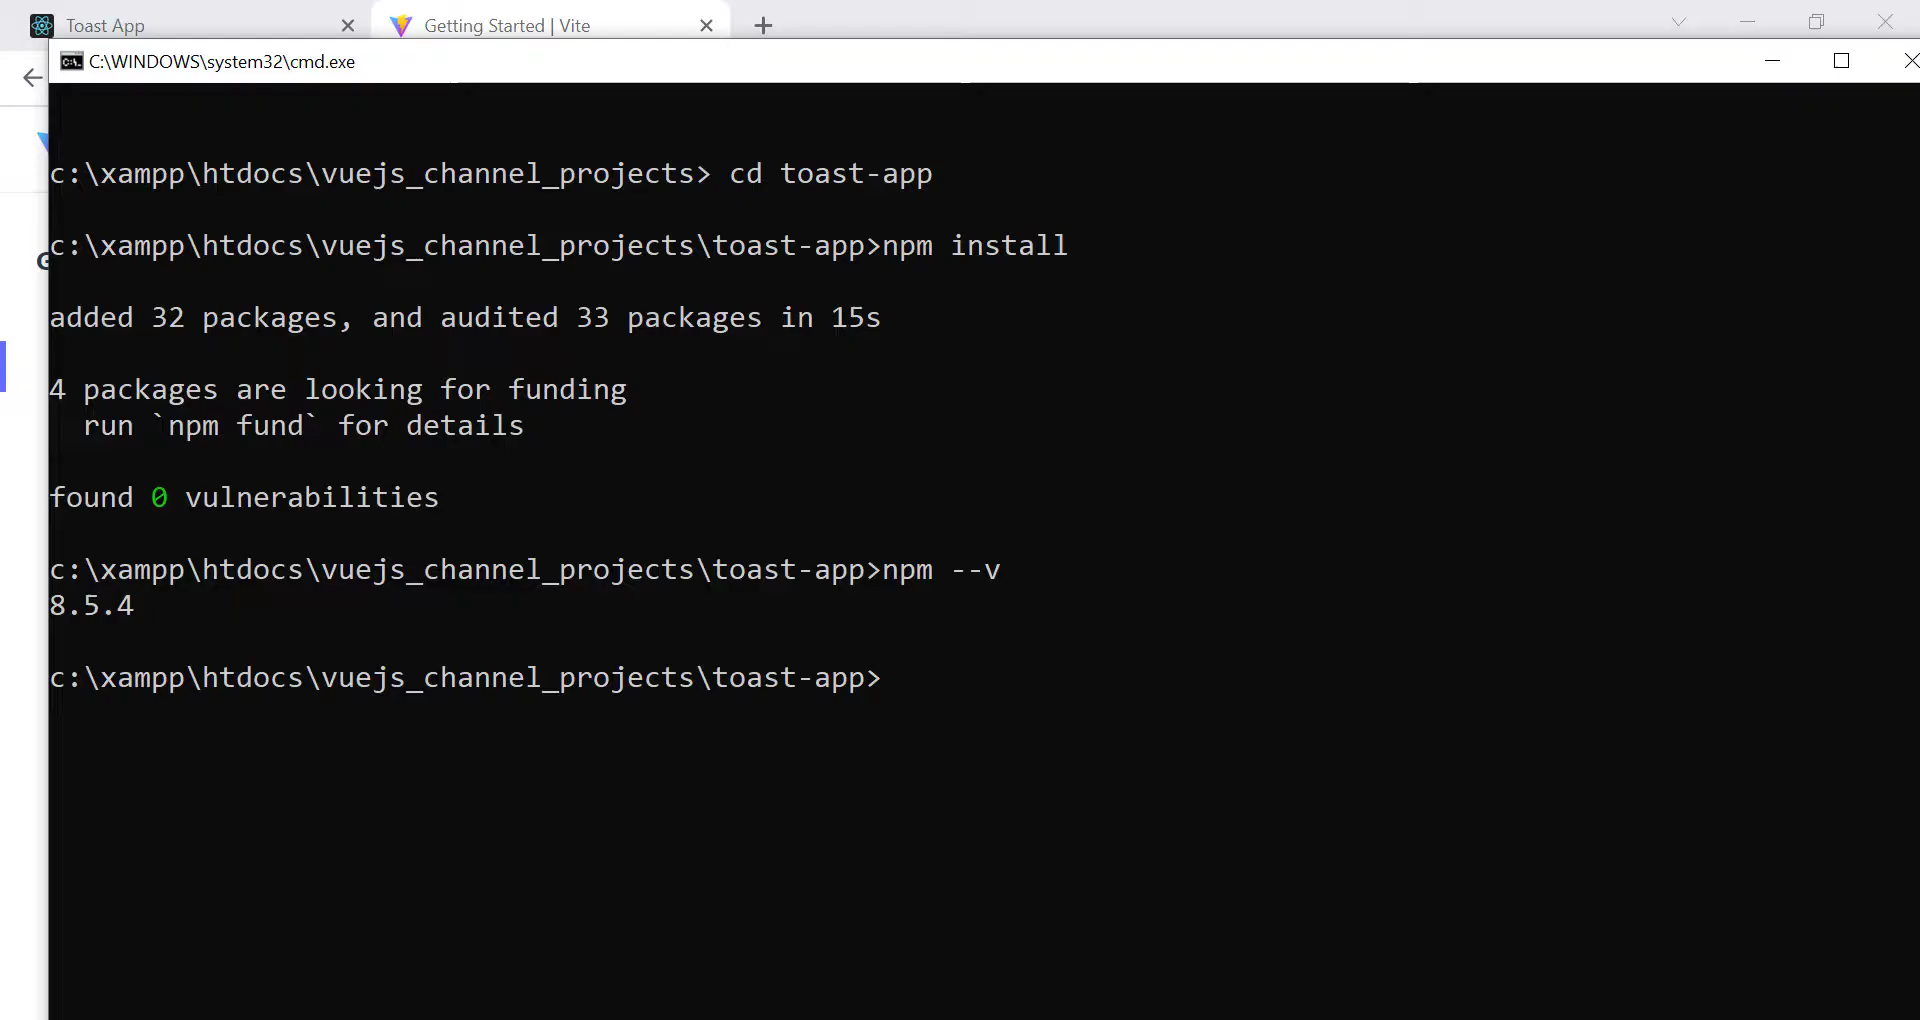 Toast App
Getting Started | Vite
C:\WINDOWS\system32\cmd.exe
c:\xampp\htdocs\vuejs_channel_projects> cd toast-app
c:\xampp\htdocs\vuejs_channel_projects\toast-app>npm install
added 32 packages, and audited 33 packages in 15s
4 packages are looking for funding
  run `npm fund` for details
found 0 vulnerabilities
c:\xampp\htdocs\vuejs_channel_projects\toast-app>npm --v
8.5.4
c:\xampp\htdocs\vuejs_channel_projects\toast-app>